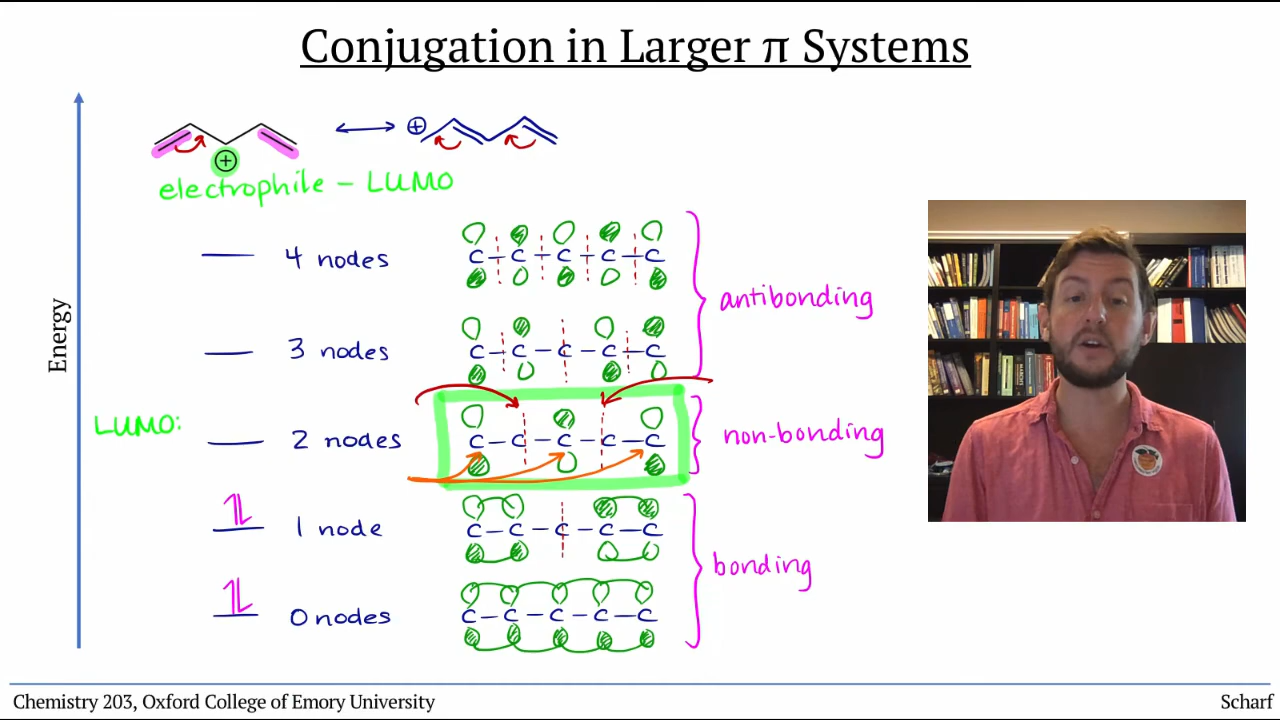 Conjugation in Larger π Systems
⊕
⊕
electrophile – LUMO
Energy
4 nodes
C – C – C – C – C
antibonding
3 nodes
C – C – C – C – C
LUMO:
2 nodes
C – C – C – C – C
non-bonding
1 node
C – C – C – C – C
bonding
0 nodes
C – C – C – C – C
Chemistry 203, Oxford College of Emory University
Scharf